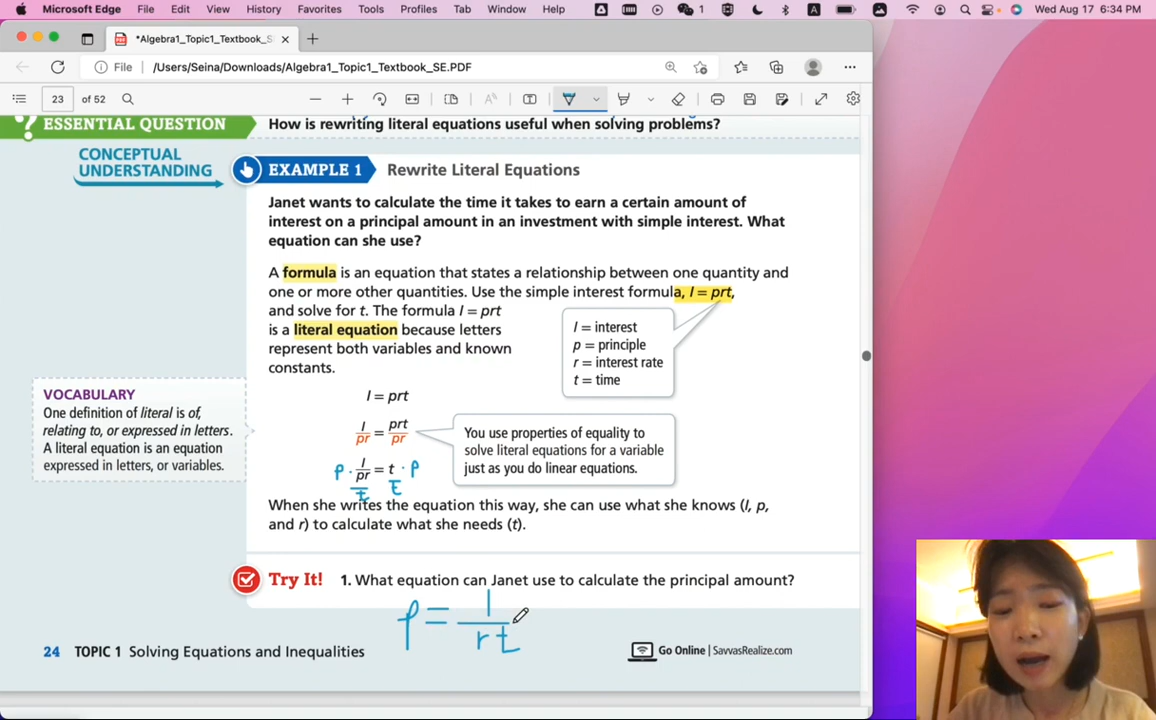 Microsoft Edge File Edit View History Favorites Tools Profiles Tab Window Help 1 A Wed Aug 17 6:34 PM
*Algebra1_Topic1_Textbook_S
File /Users/Seina/Downloads/Algebra1_Topic1_Textbook_SE.PDF
23 of 52
? ESSENTIAL QUESTION How is rewriting literal equations useful when solving problems?
CONCEPTUAL
UNDERSTANDING
EXAMPLE 1 Rewrite Literal Equations
Janet wants to calculate the time it takes to earn a certain amount of
interest on a principal amount in an investment with simple interest. What
equation can she use?
A formula is an equation that states a relationship between one quantity and
one or more other quantities. Use the simple interest formula, I = prt,
and solve for t. The formula I = prt
is a literal equation because letters
represent both variables and known
constants.
I = interest
p = principle
r = interest rate
t = time
VOCABULARY
One definition of literal is of,
relating to, or expressed in letters.
A literal equation is an equation
expressed in letters, or variables.
I = prt
I/pr = prt/pr
p · I/pr = t · p
t t
You use properties of equality to
solve literal equations for a variable
just as you do linear equations.
When she writes the equation this way, she can use what she knows (I, p,
and r) to calculate what she needs (t).
Try It! 1. What equation can Janet use to calculate the principal amount?
p = I/rt
24 TOPIC 1 Solving Equations and Inequalities
Go Online | SavvasRealize.com